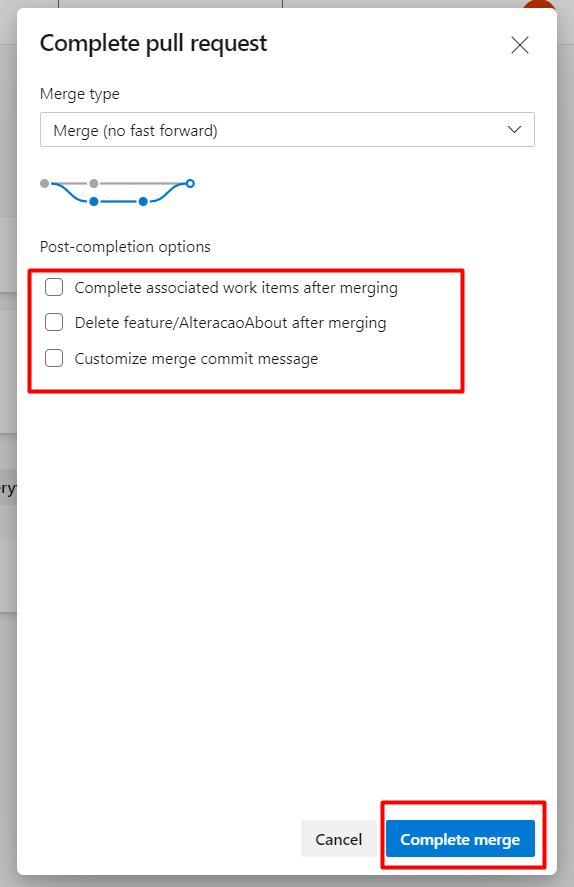 Complete pull request
Merge type
Merge (no fast forward)
Post-completion options
Complete associated work items after merging
Delete feature/AlteracaoAbout after merging
Customize merge commit message
Cancel
Complete merge